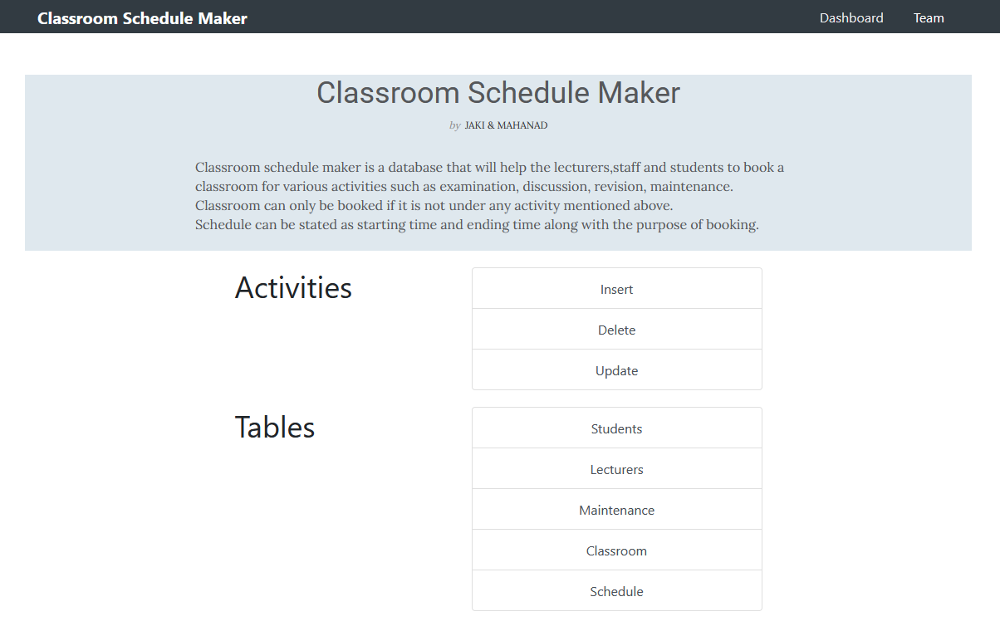 Classroom Schedule Maker
Dashboard
Team
Classroom Schedule Maker
by JAKI & MAHANAD
Classroom schedule maker is a database that will help the lecturers,staff and students to book a
classroom for various activities such as examination, discussion, revision, maintenance.
Classroom can only be booked if it is not under any activity mentioned above.
Schedule can be stated as starting time and ending time along with the purpose of booking.
Activities
Insert
Delete
Update
Tables
Students
Lecturers
Maintenance
Classroom
Schedule